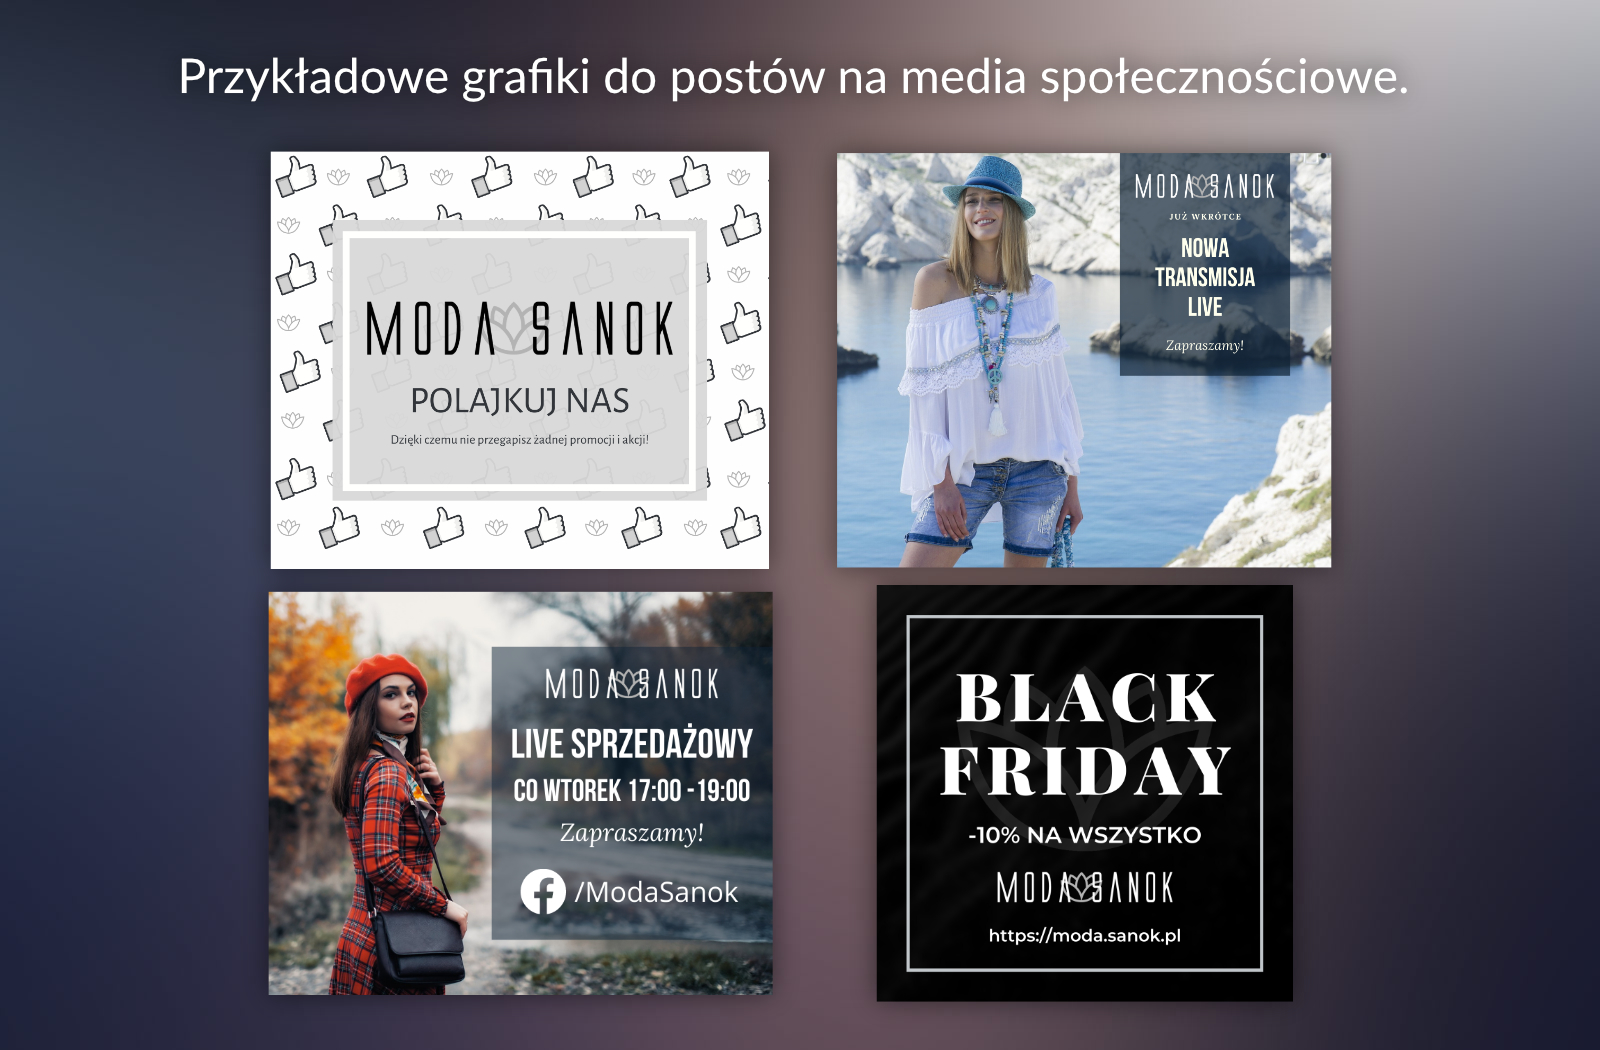 Przykładowe grafiki do postów na media społecznościowe.
MODA SANOK
POLAJKUJ NAS
Dzięki czemu nie przegapisz żadnej promocji i akcji!
MODA SANOK
JUŻ WKRÓTCE
NOWA
TRANSMISJA
LIVE
Zapraszamy!
MODA SANOK
LIVE SPRZEDAŻOWY
CO WTOREK 17:00 -19:00
Zapraszamy!
/ModaSanok
BLACK
FRIDAY
-10% NA WSZYSTKO
MODA SANOK
https://moda.sanok.pl